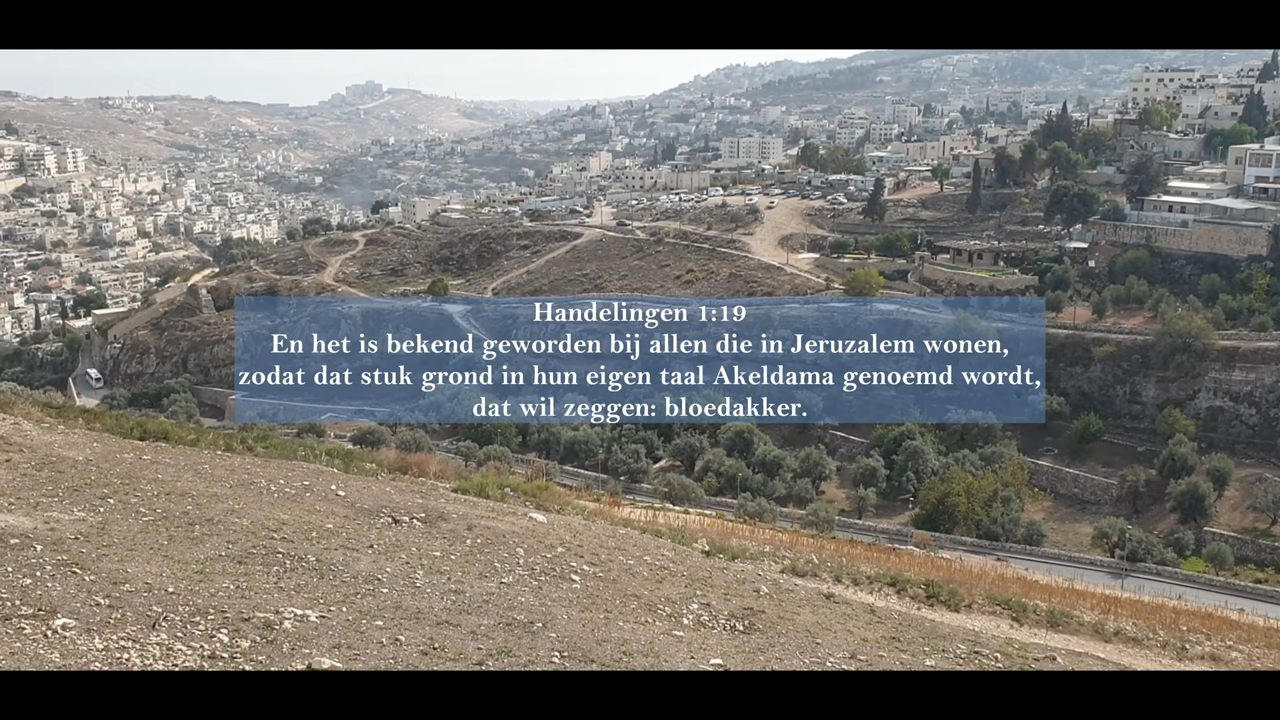 Handelingen 1:19
En het is bekend geworden bij allen die in Jeruzalem wonen,
zodat dat stuk grond in hun eigen taal Akeldama genoemd wordt,
dat wil zeggen: bloedakker.